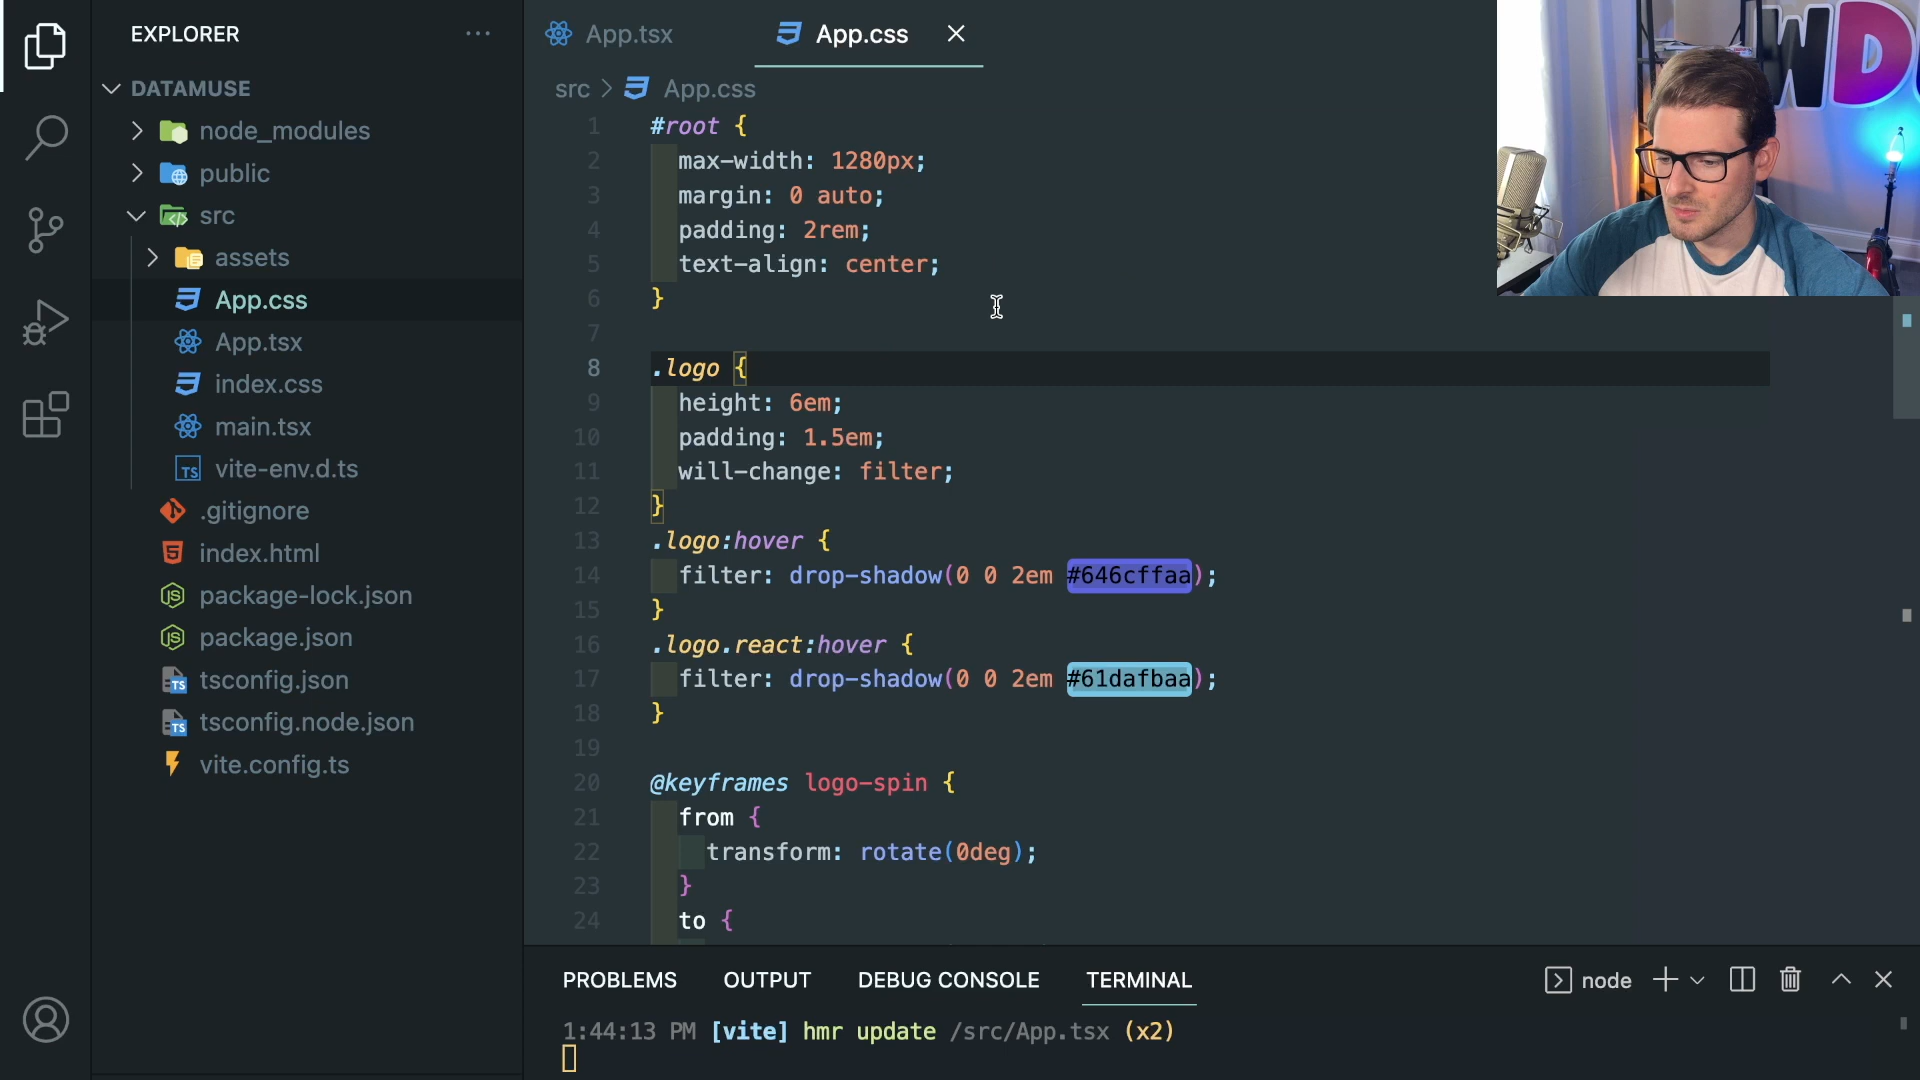 EXPLORER
DATAMUSE
node_modules
public
src
assets
App.css
App.tsx
index.css
main.tsx
TS vite-env.d.ts
.gitignore
index.html
package-lock.json
package.json
TS tsconfig.json
TS tsconfig.node.json
vite.config.ts
App.tsx
App.css
src > App.css
1 #root {
2 max-width: 1280px;
3 margin: 0 auto;
4 padding: 2rem;
5 text-align: center;
6 }
7
8 .logo {
9 height: 6em;
10 padding: 1.5em;
11 will-change: filter;
12 }
13 .logo:hover {
14 filter: drop-shadow(0 0 2em #646cffaa);
15 }
16 .logo.react:hover {
17 filter: drop-shadow(0 0 2em #61dafbaa);
18 }
19
20 @keyframes logo-spin {
21 from {
22 transform: rotate(0deg);
23 }
24 to {
PROBLEMS OUTPUT DEBUG CONSOLE TERMINAL
node
1:44:13 PM [vite] hmr update /src/App.tsx (x2)